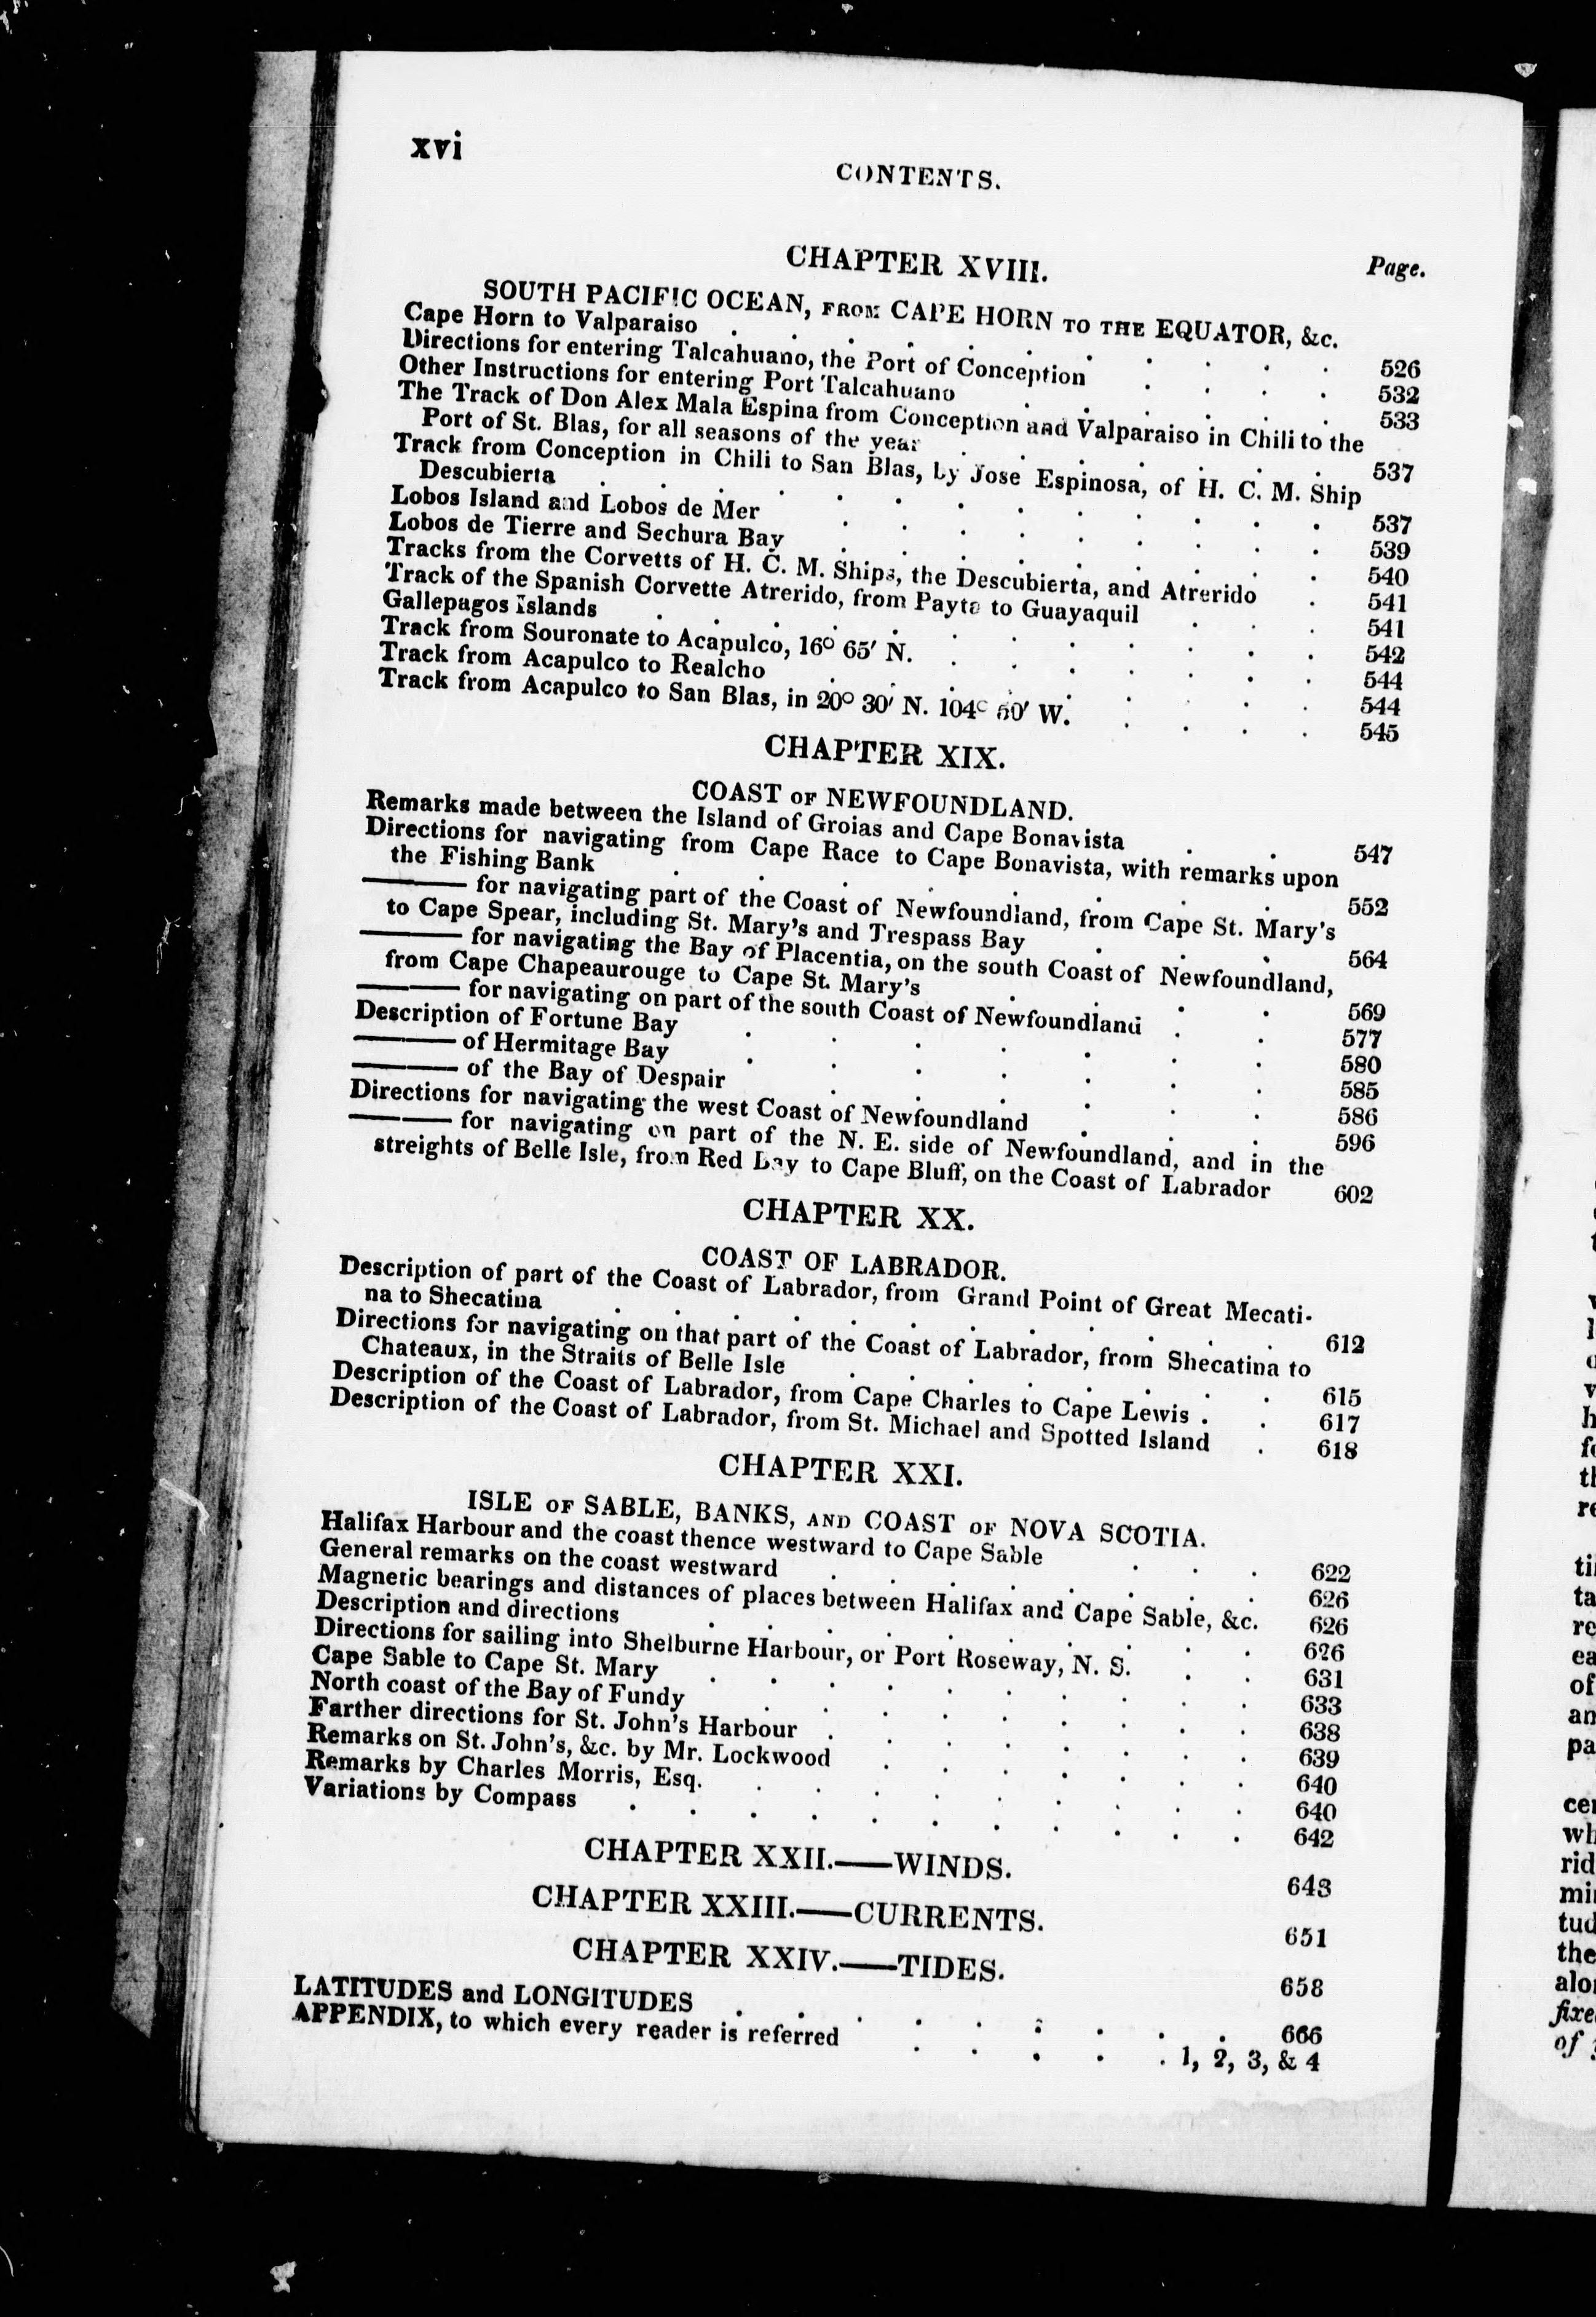 xvi
CONTENTS.
CHAPTER XVIII.
Page.
SOUTH PACIFIC OCEAN, FROM CAPE HORN TO THE EQUATOR, &c.
Cape Horn to Valparaiso . . . . . . . . . . . 526
Directions for entering Talcahuano, the Port of Conception . . . . 532
Other Instructions for entering Port Talcahuano . . . . . . 533
The Track of Don Alex Mala Espina from Conception and Valparaiso in Chili to the
Port of St. Blas, for all seasons of the year . . . . . . . 537
Track from Conception in Chili to San Blas, by Jose Espinosa, of H. C. M. Ship
Descubierta . . . . . . . . . . . . . 537
Lobos Island and Lobos de Mer . . . . . . . . . 539
Lobos de Tierre and Sechura Bay . . . . . . . . . 540
Tracks from the Corvetts of H. C. M. Ships, the Descubierta, and Atrerido . 541
Track of the Spanish Corvette Atrerido, from Payta to Guayaquil . . . 541
Gallepagos Islands . . . . . . . . . . . . 542
Track from Souronate to Acapulco, 16° 65′ N. . . . . . . . 544
Track from Acapulco to Realcho . . . . . . . . . 544
Track from Acapulco to San Blas, in 20° 30′ N. 104° 50′ W. . . . . 545
CHAPTER XIX.
COAST OF NEWFOUNDLAND.
Remarks made between the Island of Groias and Cape Bonavista . . 547
Directions for navigating from Cape Race to Cape Bonavista, with remarks upon
the Fishing Bank . . . . . . . . 552
——— for navigating part of the Coast of Newfoundland, from Cape St. Mary's
to Cape Spear, including St. Mary's and Trespass Bay . . . 564
——— for navigating the Bay of Placentia, on the south Coast of Newfoundland,
from Cape Chapeaurouge to Cape St. Mary's . . . . 569
——— for navigating on part of the south Coast of Newfoundland . . 577
Description of Fortune Bay . . . . . . . 580
——— of Hermitage Bay . . . . . . . 585
——— of the Bay of Despair . . . . . . 586
Directions for navigating the west Coast of Newfoundland . . . 596
——— for navigating on part of the N. E. side of Newfoundland, and in the
streights of Belle Isle, from Red Bay to Cape Bluff, on the Coast of Labrador 602
CHAPTER XX.
COAST OF LABRADOR.
Description of part of the Coast of Labrador, from Grand Point of Great Mecati-
na to Shecatina . . . . . . . . . . . . 612
Directions for navigating on that part of the Coast of Labrador, from Shecatina to
Chateaux, in the Straits of Belle Isle . . . . . . . . 615
Description of the Coast of Labrador, from Cape Charles to Cape Lewis . . 617
Description of the Coast of Labrador, from St. Michael and Spotted Island . 618
CHAPTER XXI.
ISLE OF SABLE, BANKS, AND COAST OF NOVA SCOTIA.
Halifax Harbour and the coast thence westward to Cape Sable . . . 622
General remarks on the coast westward . . . . . . . . 626
Magnetic bearings and distances of places between Halifax and Cape Sable, &c. 626
Description and directions . . . . . . . . . . 626
Directions for sailing into Shelburne Harbour, or Port Roseway, N. S. . . 631
Cape Sable to Cape St. Mary . . . . . . . . . . 633
North coast of the Bay of Fundy . . . . . . . . . 638
Farther directions for St. John's Harbour . . . . . . . . 639
Remarks on St. John's, &c. by Mr. Lockwood . . . . . . . 640
Remarks by Charles Morris, Esq. . . . . . . . . . 640
Variations by Compass . . . . . . . . . . . 642
CHAPTER XXII.——WINDS. 643
CHAPTER XXIII.——CURRENTS. 651
CHAPTER XXIV.——TIDES. 658
LATITUDES and LONGITUDES . . . . . . . . . 666
APPENDIX, to which every reader is referred . . . . . 1, 2, 3, & 4